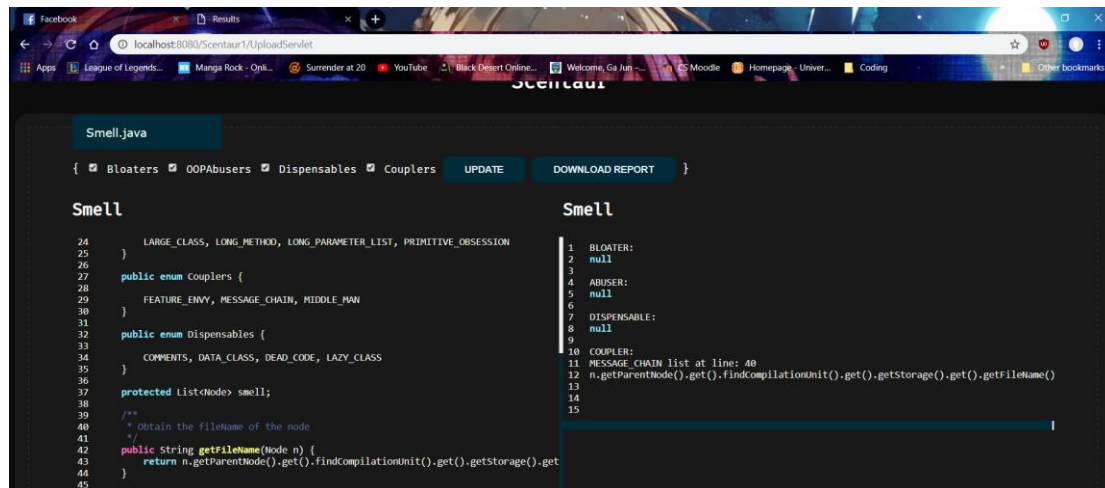 Facebook
Results
localhost:8080/Scentaur1/UploadServlet
Apps
League of Legends...
Manga Rock - Onli...
Surrender at 20
YouTube
Black Desert Online...
Welcome, Ga Jun -...
CS Moodle
Homepage - Univer...
Coding
Other bookmarks
Scentaur
Smell.java
{ Bloaters OOPAbusers Dispensables Couplers UPDATE DOWNLOAD REPORT }
Smell
24 LARGE_CLASS, LONG_METHOD, LONG_PARAMETER_LIST, PRIMITIVE_OBSESSION
25 }
26
27 public enum Couplers {
28
29 FEATURE_ENVY, MESSAGE_CHAIN, MIDDLE_MAN
30 }
31
32 public enum Dispensables {
33
34 COMMENTS, DATA_CLASS, DEAD_CODE, LAZY_CLASS
35 }
36
37 protected List<Node> smell;
38
39 /**
40 * Obtain the fileName of the node
41 */
42 public String getFileName(Node n) {
43 return n.getParentNode().get().findCompilationUnit().get().getStorage().get
44 }
45
Smell
1 BLOATER:
2 null
3
4 ABUSER:
5 null
6
7 DISPENSABLE:
8 null
9
10 COUPLER:
11 MESSAGE_CHAIN list at line: 40
12 n.getParentNode().get().findCompilationUnit().get().getStorage().get().getFileName()
13
14
15